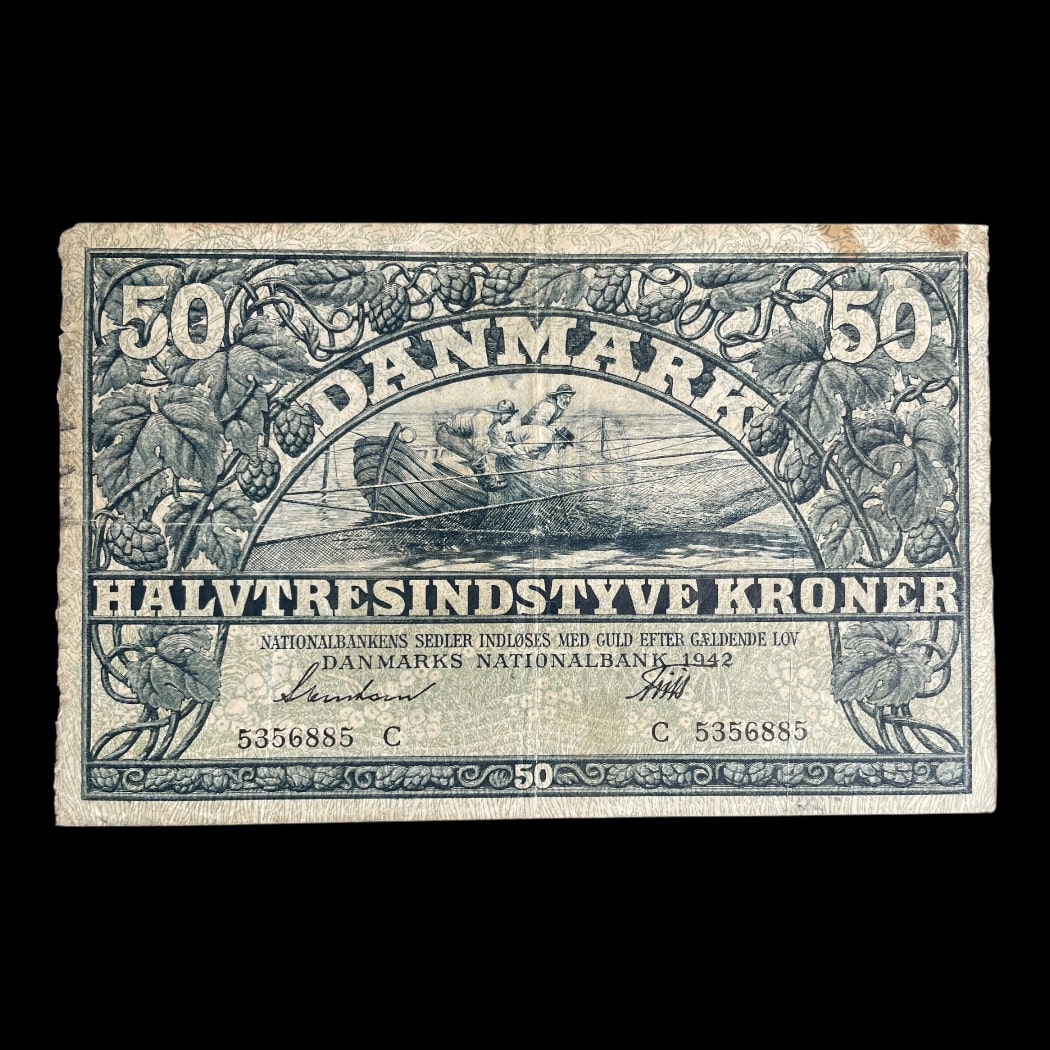 50 50
DANMARK
HALVTRESINDSTYVE KRONER
NATIONALBANKENS SEDLER INDLØSES MED GULD EFTER GÆLDENDE LOV
DANMARKS NATIONALBANK 1942
5356885 C C 5356885
50